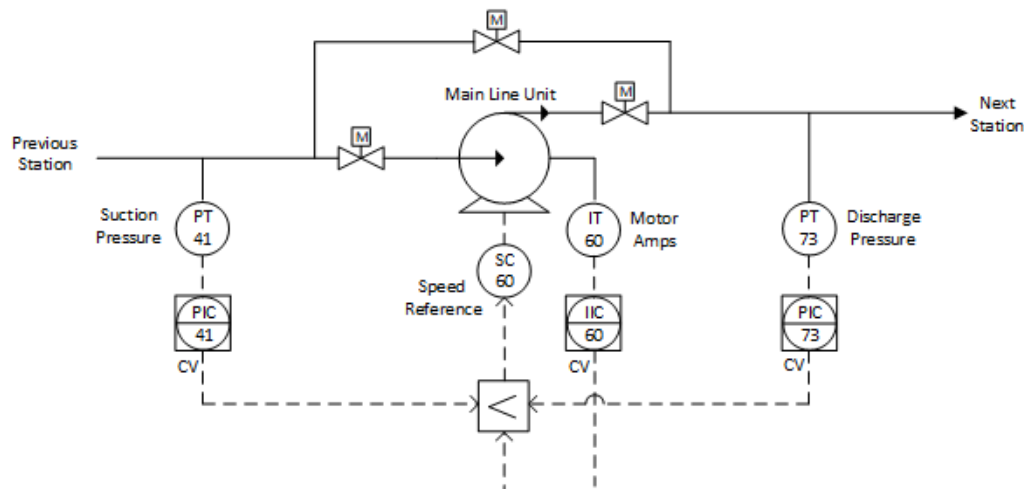 M
Main Line Unit
M
Next
Station
Previous
Station
M
Suction
Pressure
PT
41
IT
60
Motor
Amps
PT
73
Discharge
Pressure
SC
60
Speed
Reference
PIC
41
CV
IIC
60
CV
PIC
73
CV
<